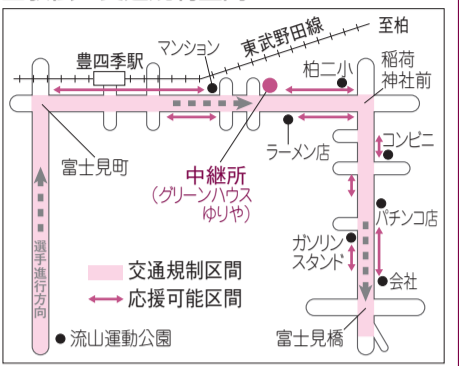 マンション
東武野田線
至柏
豊四季駅
柏二小
稲荷
神社前
富士見町
中継所
(グリーンハウス
ゆりや)
ラーメン店
コンビニ
パチンコ店
ガソリン
スタンド
会社
選手進行方向
交通規制区間
応援可能区間
流山運動公園
富士見橋